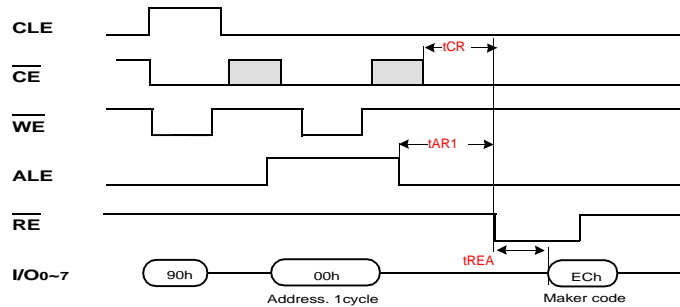 CLE
tCR
CE
WE
tAR1
ALE
RE
tREA
I/O0~7
90h
00h
ECh
Address. 1cycle
Maker code